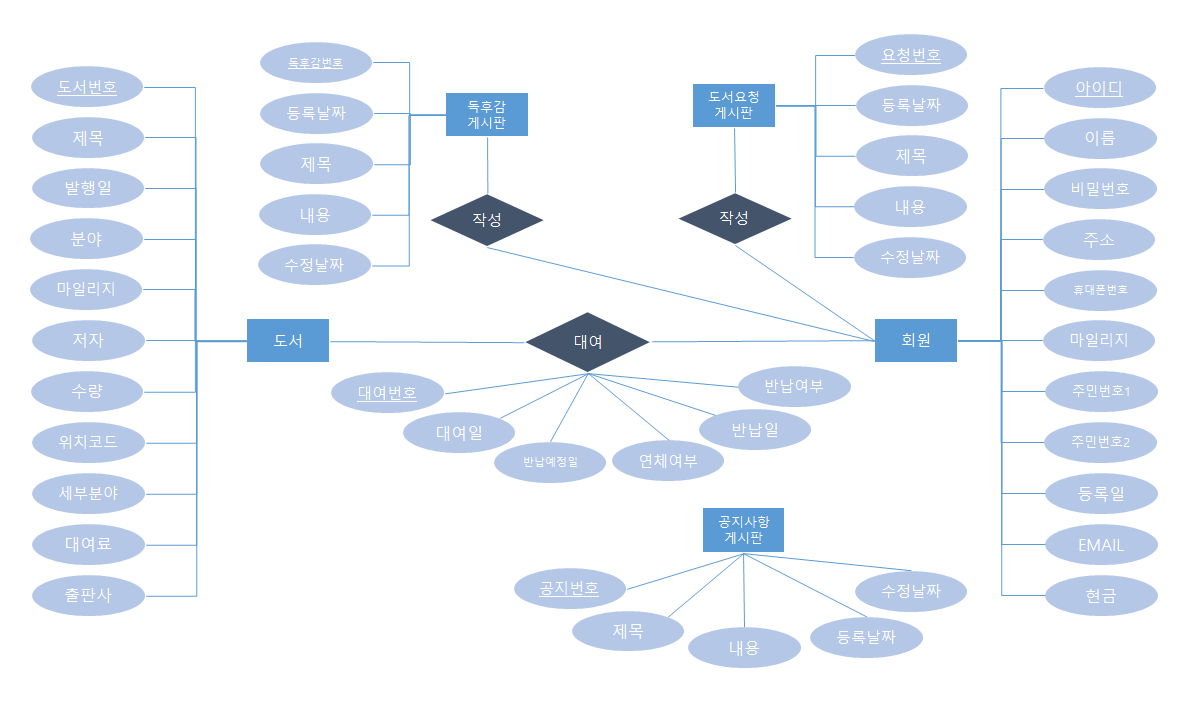 도서번호
제목
발행일
분야
마일리지
저자
수량
위치코드
세부분야
대여료
출판사
도서
독후감번호
등록날짜
제목
내용
수정날짜
독후감
게시판
작성
도서요청
게시판
작성
요청번호
등록날짜
제목
내용
수정날짜
대여
대여번호
대여일
반납예정일
연체여부
반납일
반납여부
회원
아이디
이름
비밀번호
주소
휴대폰번호
마일리지
주민번호1
주민번호2
등록일
EMAIL
현금
공지사항
게시판
공지번호
제목
내용
등록날짜
수정날짜